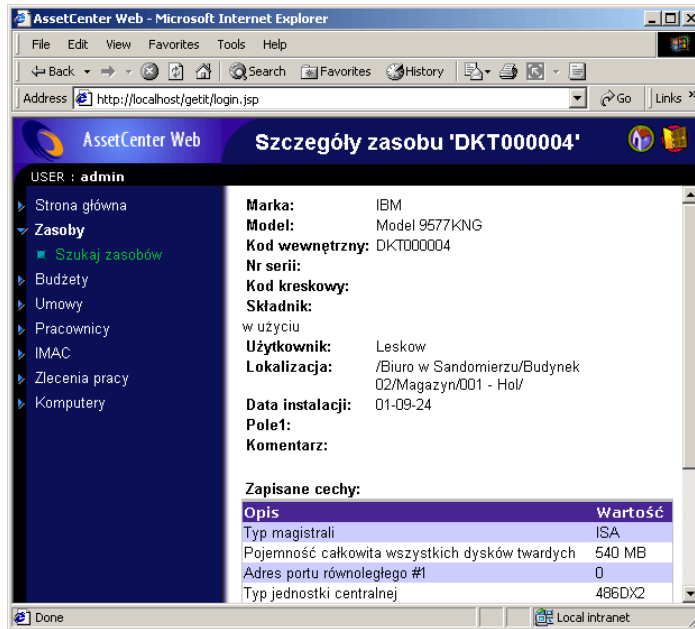 AssetCenter Web - Microsoft Internet Explorer
File Edit View Favorites Tools Help
Back Search Favorites History
Address http://localhost/getit/login.jsp Go Links »
AssetCenter Web
Szczegóły zasobu 'DKT000004'
USER : admin
Strona główna
Zasoby
Szukaj zasobów
Budżety
Umowy
Pracownicy
IMAC
Zlecenia pracy
Komputery
Marka: IBM
Model: Model 9577KNG
Kod wewnętrzny: DKT000004
Nr serii:
Kod kreskowy:
Składnik:
w użyciu
Użytkownik: Leskow
Lokalizacja: /Biuro w Sandomierzu/Budynek
02/Magazyn/001 - Hol/
Data instalacji: 01-09-24
Pole1:
Komentarz:
Zapisane cechy:
Opis Wartość
Typ magistrali ISA
Pojemność całkowita wszystkich dysków twardych 540 MB
Adres portu równoległego #1 0
Typ jednostki centralnej 486DX2
Done Local intranet